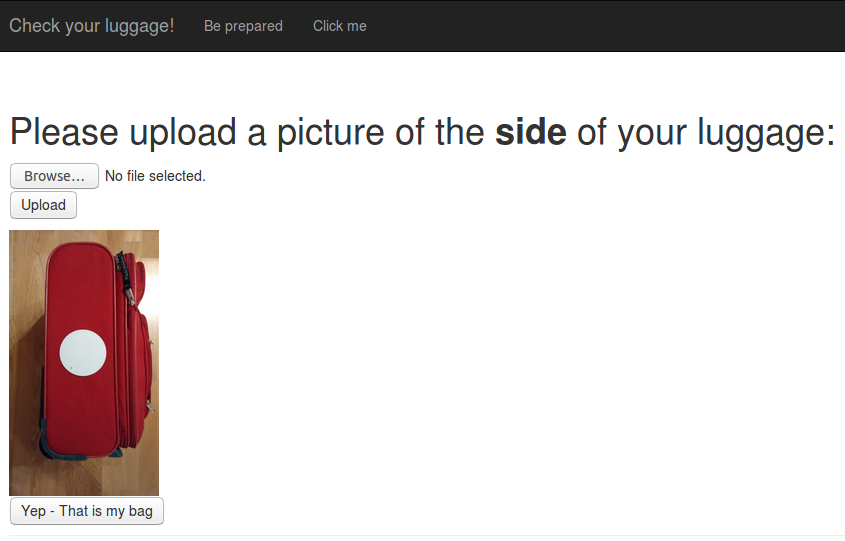 Check your luggage! Be prepared Click me
Please upload a picture of the side of your luggage:
Browse... No file selected.
Upload
Yep - That is my bag